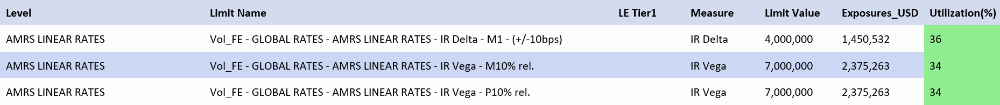 Level Limit Name LE Tier1 Measure Limit Value Exposures_USD Utilization(%)
AMRS LINEAR RATES Vol_FE - GLOBAL RATES - AMRS LINEAR RATES - IR Delta - M1 - (+/-10bps) IR Delta 4,000,000 1,450,532 36
AMRS LINEAR RATES Vol_FE - GLOBAL RATES - AMRS LINEAR RATES - IR Vega - M10% rel. IR Vega 7,000,000 2,375,263 34
AMRS LINEAR RATES Vol_FE - GLOBAL RATES - AMRS LINEAR RATES - IR Vega - P10% rel. IR Vega 7,000,000 2,375,263 34